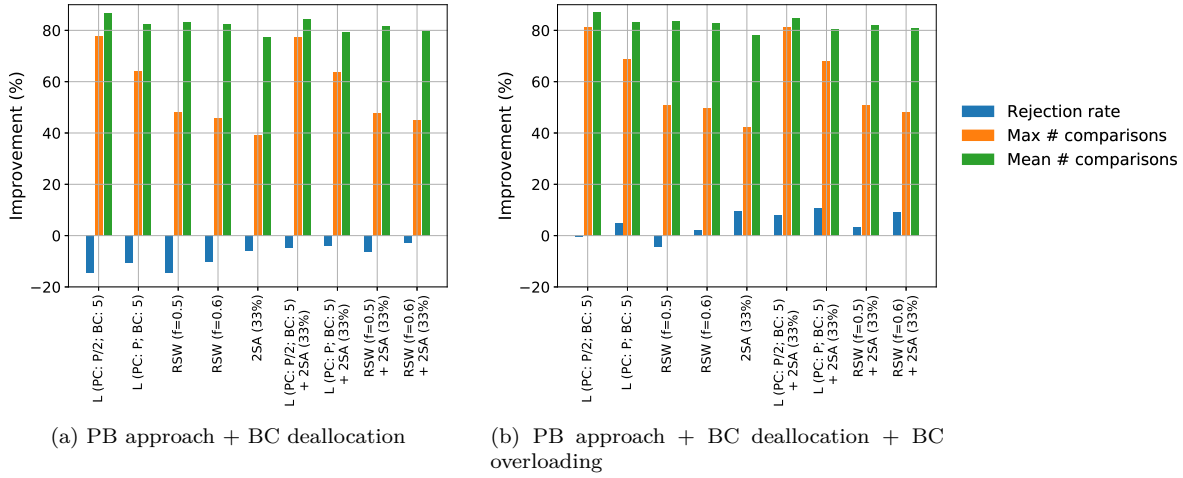 80
60
40
20
0
−20
Improvement (%)
L (PC: P/2; BC: 5)
L (PC: P; BC: 5)
RSW (f=0.5)
RSW (f=0.6)
2SA (33%)
L (PC: P/2; BC: 5)
+ 2SA (33%)
L (PC: P; BC: 5)
+ 2SA (33%)
RSW (f=0.5)
+ 2SA (33%)
RSW (f=0.6)
+ 2SA (33%)
(a) PB approach + BC deallocation
80
60
40
20
0
−20
Improvement (%)
L (PC: P/2; BC: 5)
L (PC: P; BC: 5)
RSW (f=0.5)
RSW (f=0.6)
2SA (33%)
L (PC: P/2; BC: 5)
+ 2SA (33%)
L (PC: P; BC: 5)
+ 2SA (33%)
RSW (f=0.5)
+ 2SA (33%)
RSW (f=0.6)
+ 2SA (33%)
(b) PB approach + BC deallocation + BC
overloading
Rejection rate
Max # comparisons
Mean # comparisons